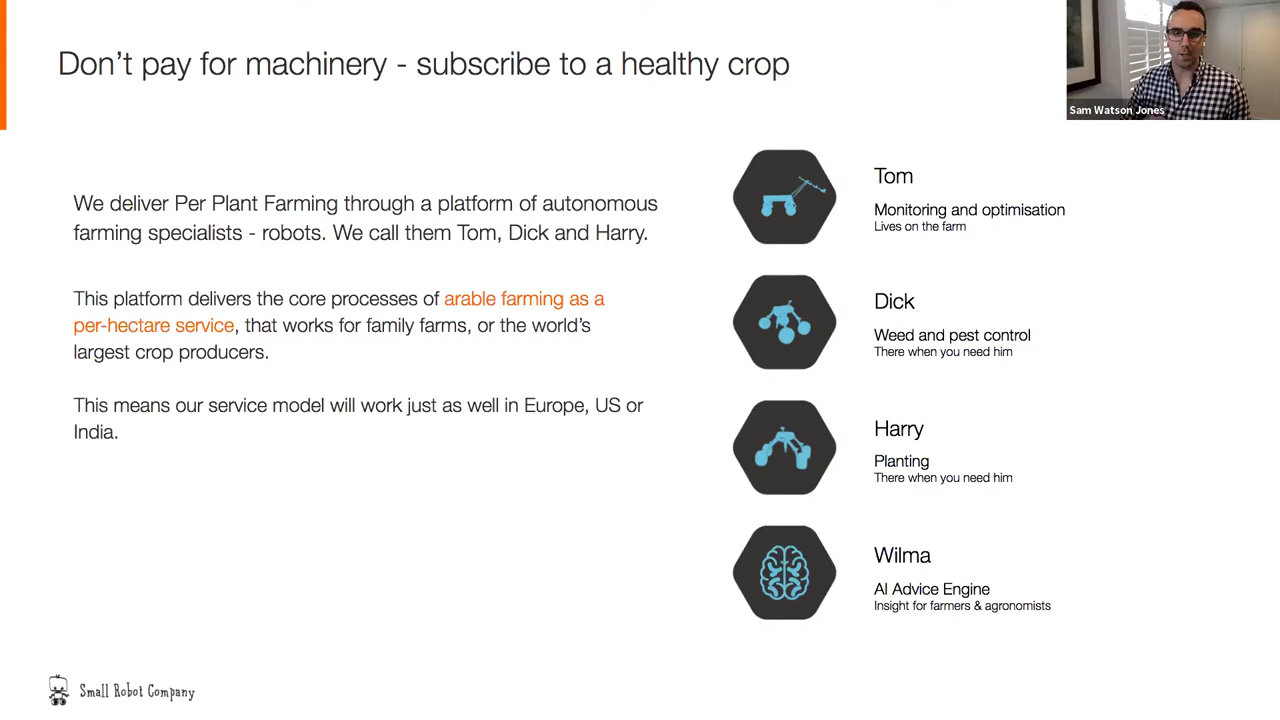 Don't pay for machinery - subscribe to a healthy crop
Sam Watson Jones
We deliver Per Plant Farming through a platform of autonomous
farming specialists - robots. We call them Tom, Dick and Harry.
This platform delivers the core processes of arable farming as a
per-hectare service, that works for family farms, or the world's
largest crop producers.
This means our service model will work just as well in Europe, US or
India.
Tom
Monitoring and optimisation
Lives on the farm
Dick
Weed and pest control
There when you need him
Harry
Planting
There when you need him
Wilma
AI Advice Engine
Insight for farmers & agronomists
Small Robot Company